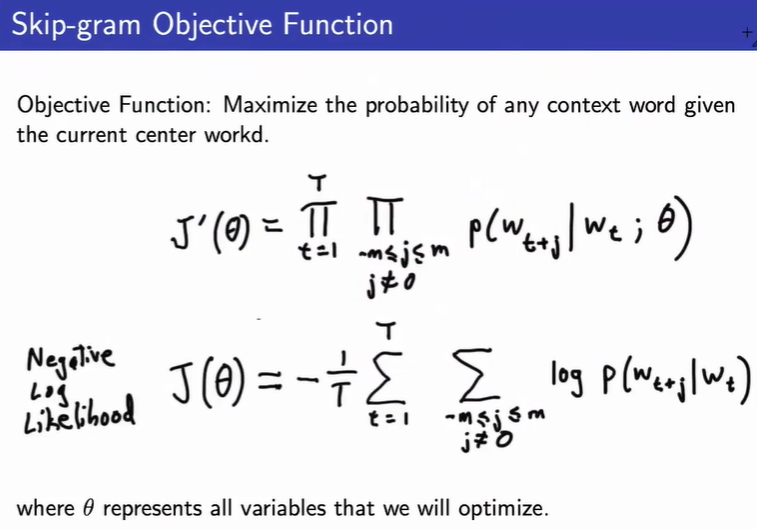 Skip-gram Objective Function
Objective Function: Maximize the probability of any context word given
the current center workd.
J'(θ) = ∏_{t=1}^{T} ∏_{-m≤j≤m, j≠0} p(w_{t+j} | w_t ; θ)
Negative
Log
Likelihood
J(θ) = - 1/T ∑_{t=1}^{T} ∑_{-m≤j≤m, j≠0} log p(w_{t+j} | w_t)
where θ represents all variables that we will optimize.